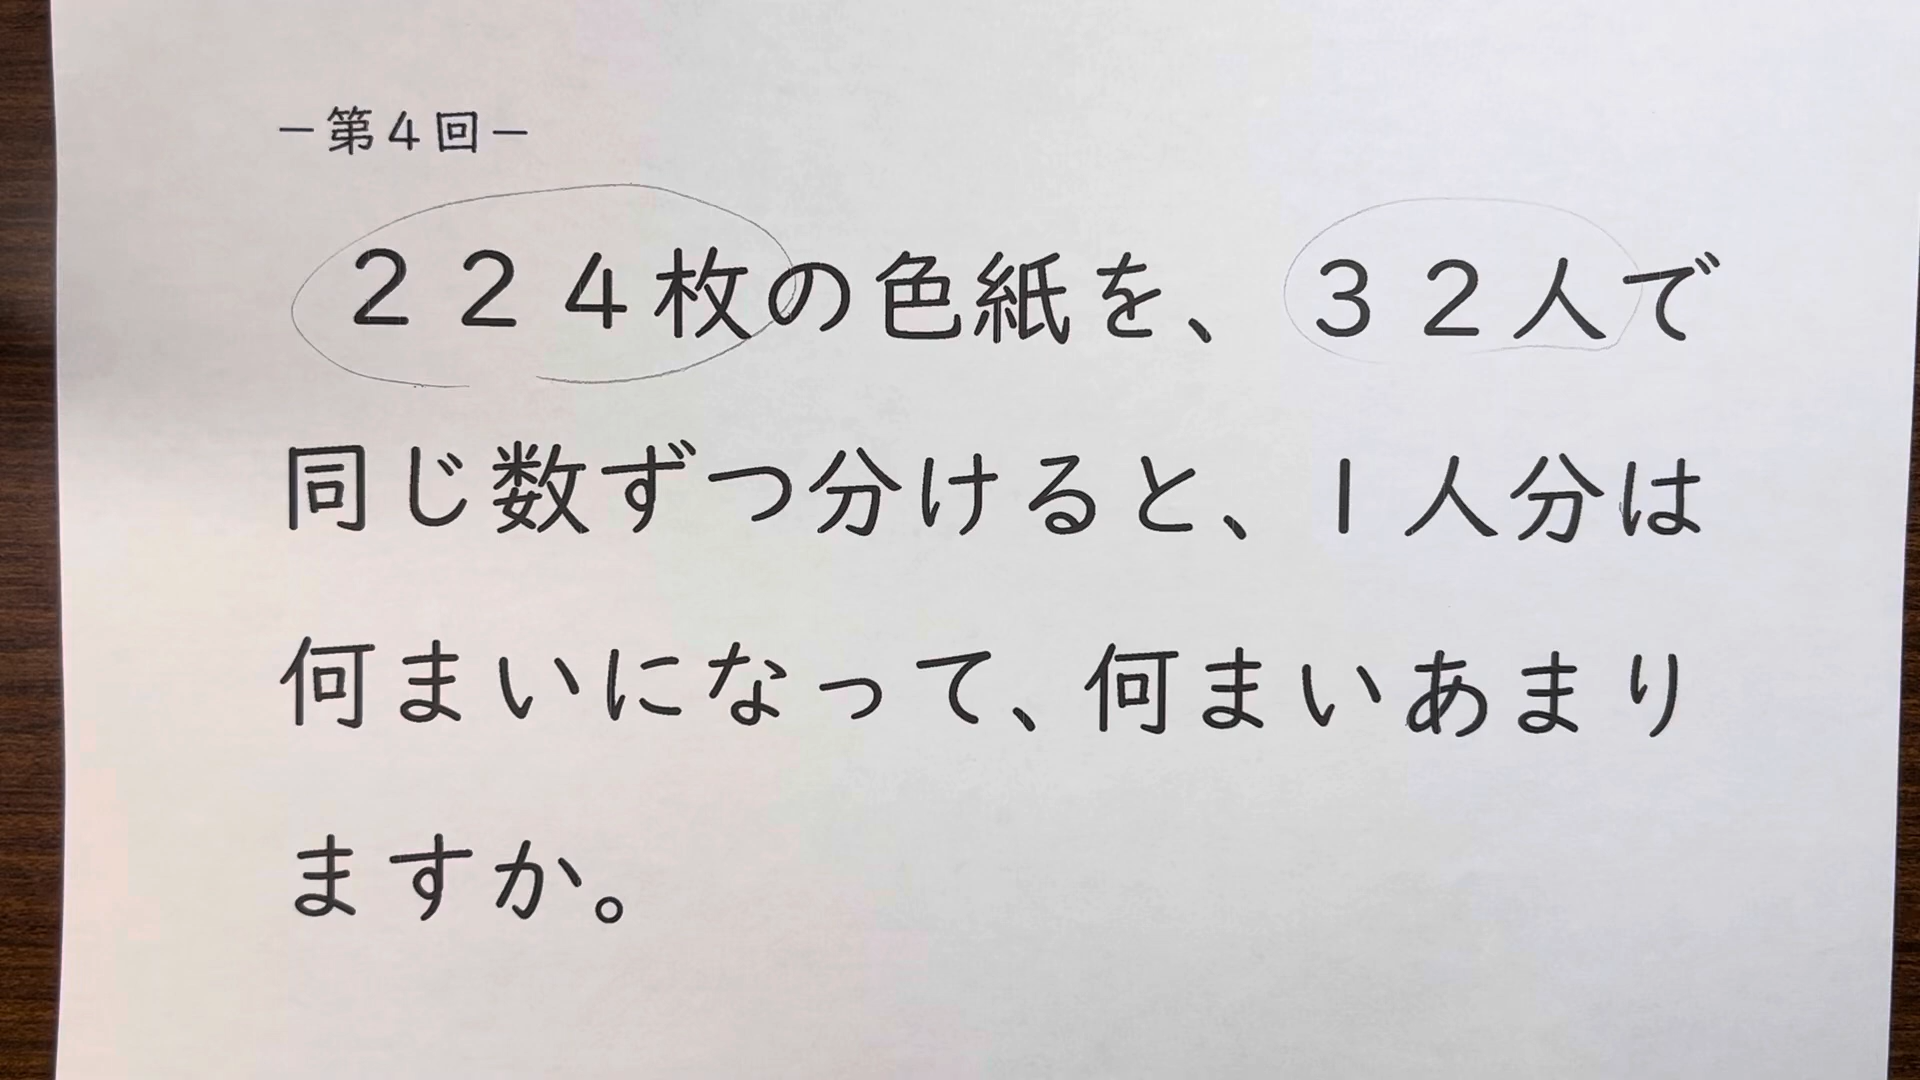 －第４回－
２２４枚の色紙を、３２人で
同じ数ずつ分けると、１人分は
何まいになって、何まいあまり
ますか。